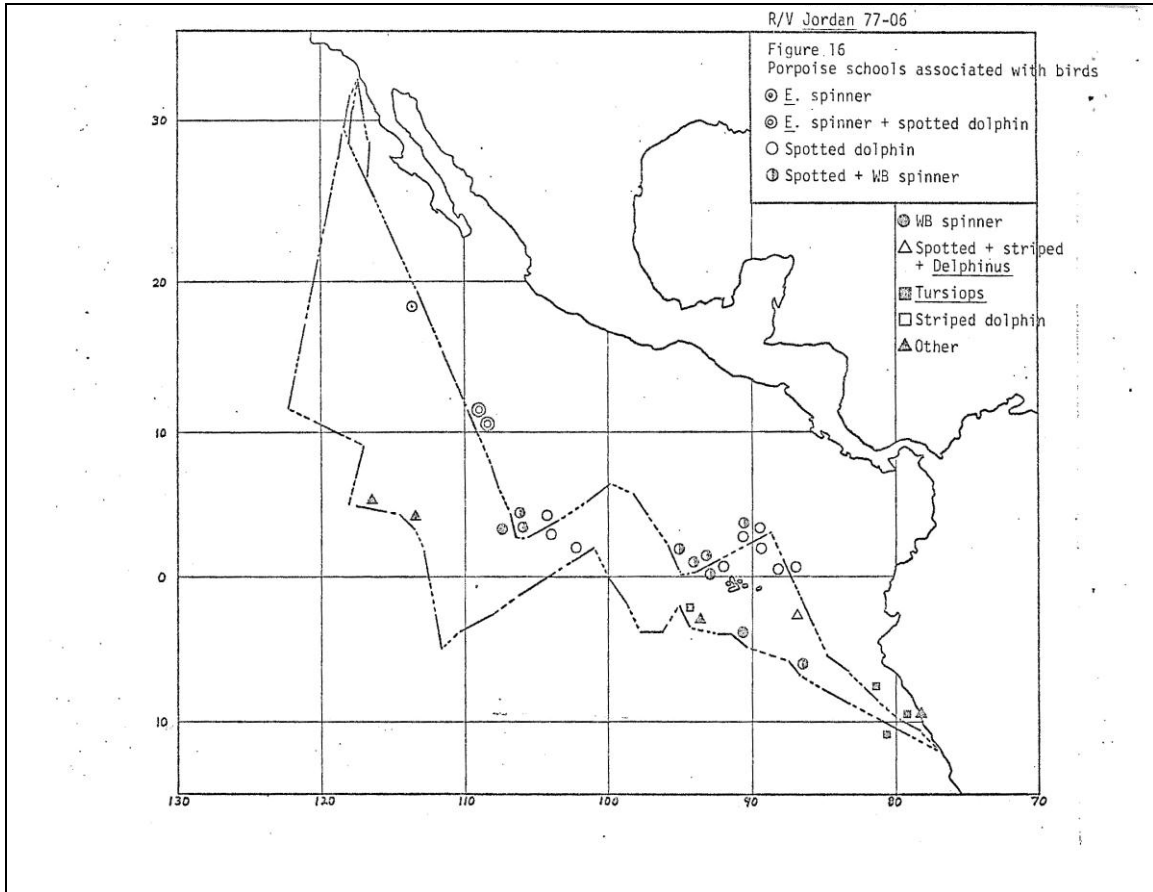 R/V Jordan 77-06
Figure 16
Porpoise schools associated with birds
E. spinner
E. spinner + spotted dolphin
Spotted dolphin
Spotted + WB spinner
WB spinner
Spotted + striped
+ Delphinus
Tursiops
Striped dolphin
Other
30
20
10
0
10
130 120 110 100 90 80 70